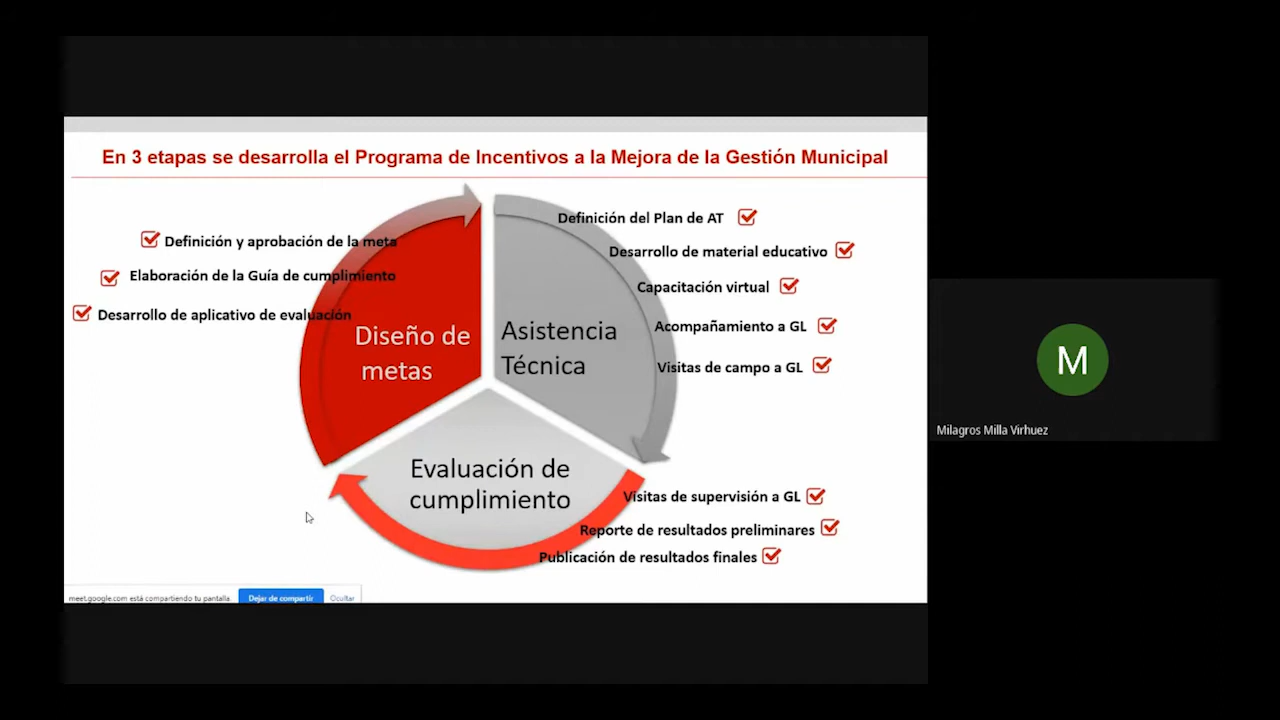 En 3 etapas se desarrolla el Programa de Incentivos a la Mejora de la Gestión Municipal
Definición y aprobación de la meta
Elaboración de la Guía de cumplimiento
Desarrollo de aplicativo de evaluación
Diseño de
metas
Definición del Plan de AT
Desarrollo de material educativo
Capacitación virtual
Acompañamiento a GL
Visitas de campo a GL
Asistencia
Técnica
Evaluación de
cumplimiento
Visitas de supervisión a GL
Reporte de resultados preliminares
Publicación de resultados finales
meet.google.com está compartiendo tu pantalla.
Dejar de compartir
Ocultar
M
Milagros Milla Virhuez